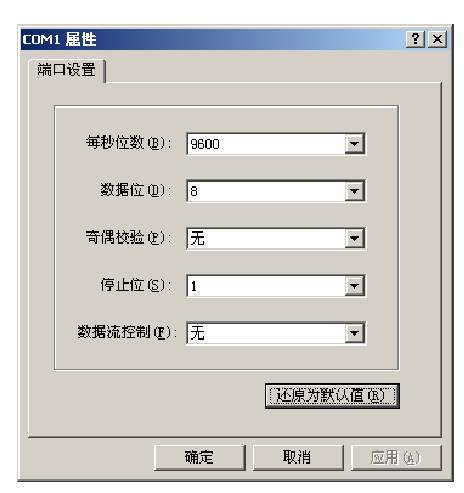 COM1 属性
端口设置
每秒位数(B): 9600
数据位(D): 8
奇偶校验(P): 无
停止位(S): 1
数据流控制(F): 无
还原为默认值(R)
确定 取消 应用(A)